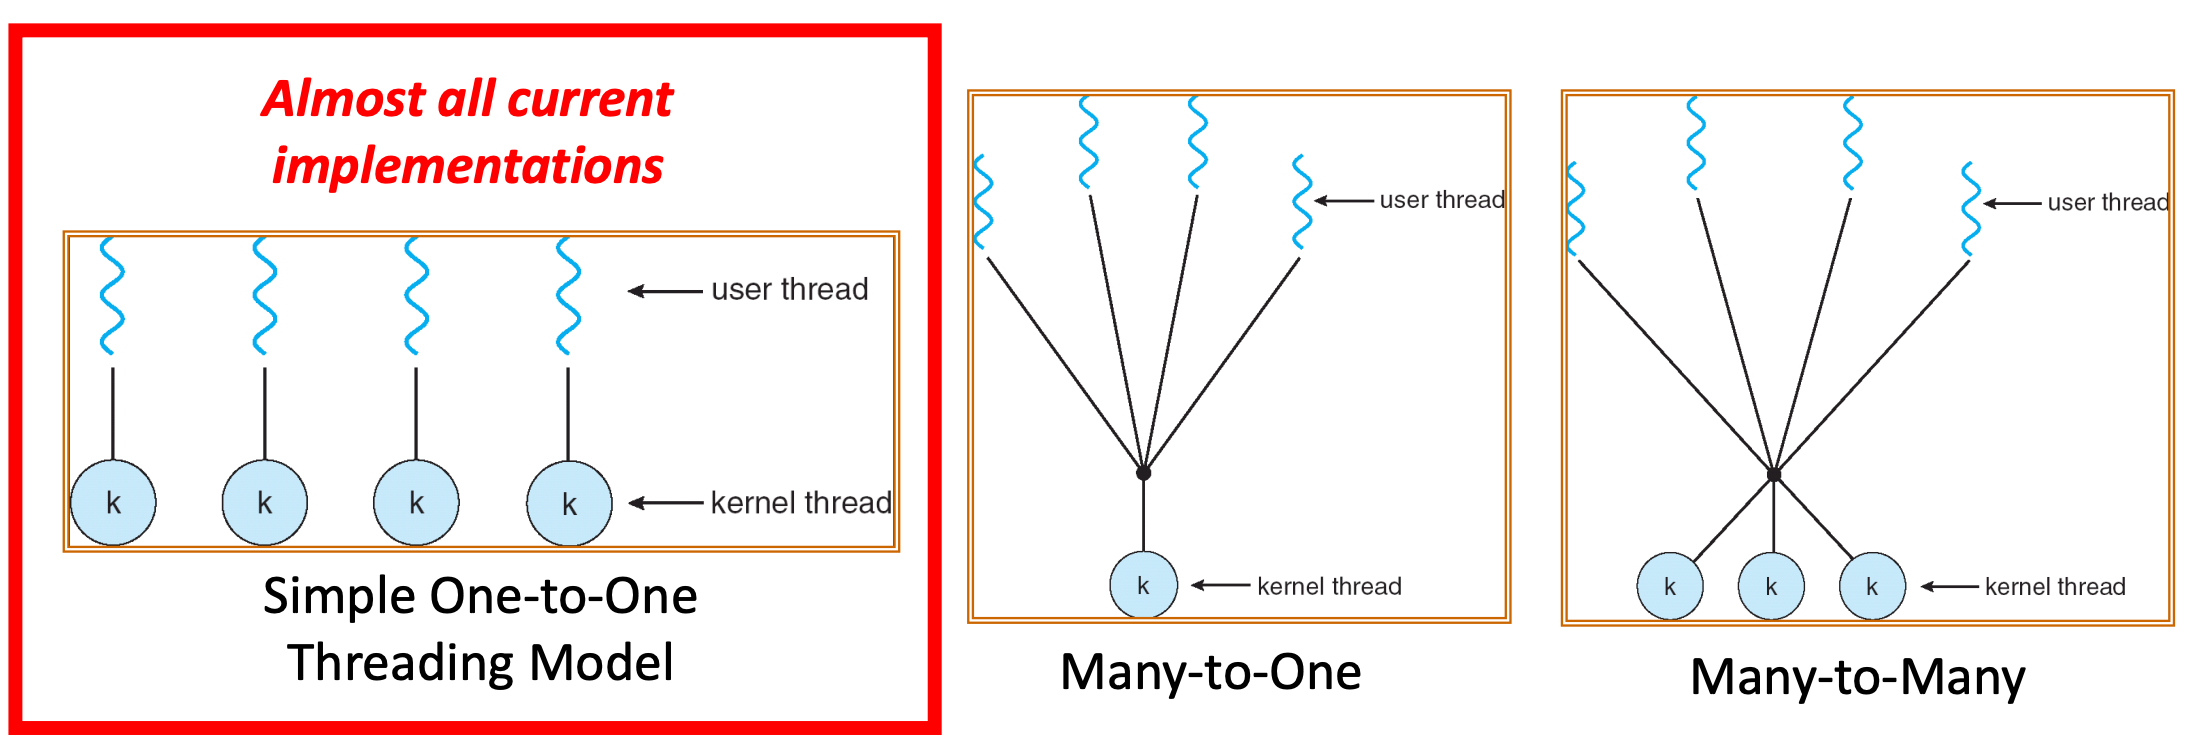 Almost all current
implementations
user thread
k
k
k
k
kernel thread
Simple One-to-One
Threading Model
user thread
k
kernel thread
Many-to-One
user thread
k
k
k
kernel thread
Many-to-Many